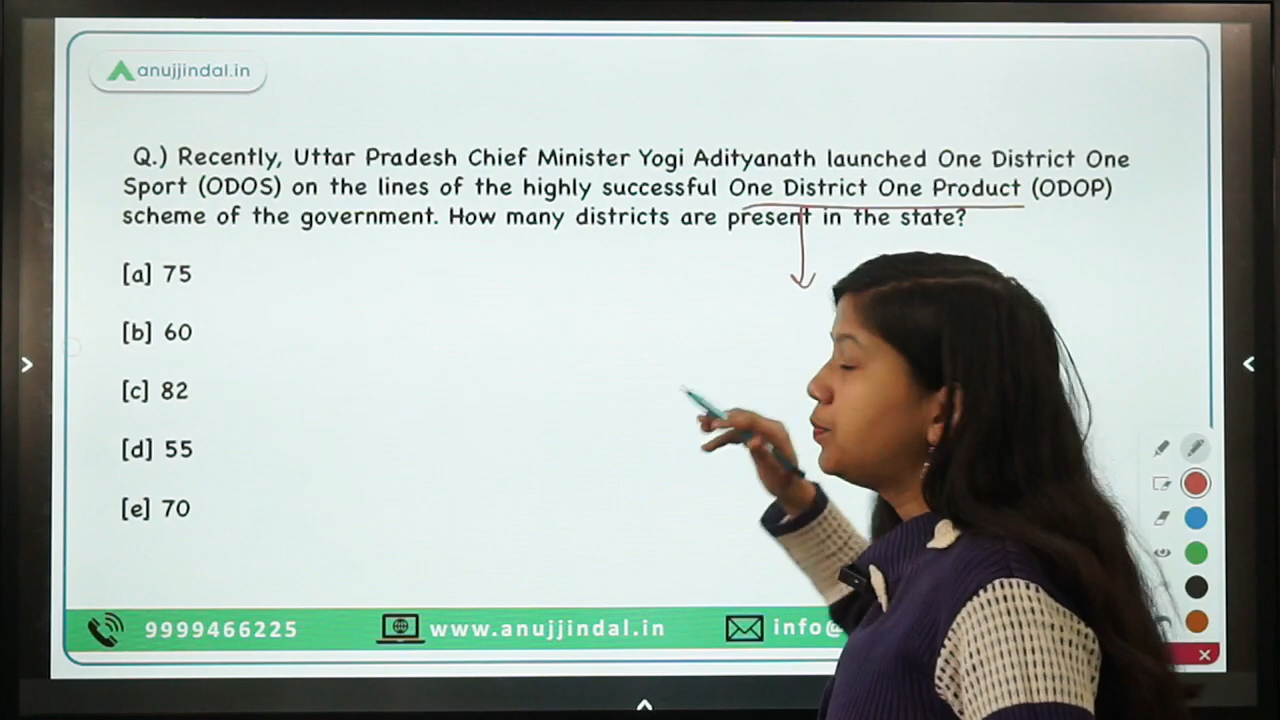 anujjindal.in
Q.) Recently, Uttar Pradesh Chief Minister Yogi Adityanath launched One District One
Sport (ODOS) on the lines of the highly successful One District One Product (ODOP)
scheme of the government. How many districts are present in the state?
[a] 75
[b] 60
[c] 82
[d] 55
[e] 70
9999466225 www.anujjindal.in info@